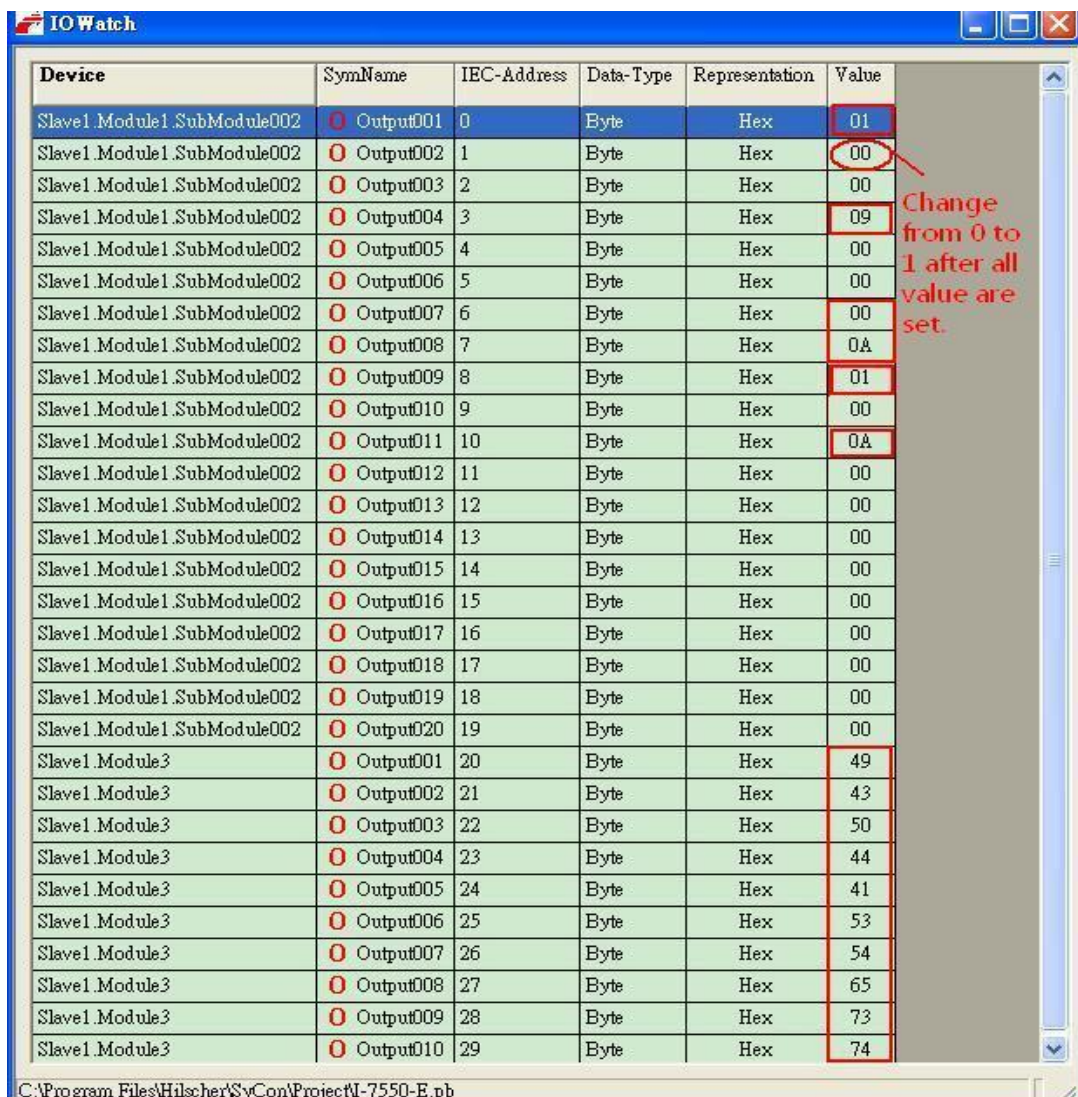 IO Watch
Device SymName IEC-Address Data-Type Representation Value
Slave1.Module1.SubModule002 O Output001 0 Byte Hex 01
Slave1.Module1.SubModule002 O Output002 1 Byte Hex 00
Slave1.Module1.SubModule002 O Output003 2 Byte Hex 00
Slave1.Module1.SubModule002 O Output004 3 Byte Hex 09
Slave1.Module1.SubModule002 O Output005 4 Byte Hex 00
Slave1.Module1.SubModule002 O Output006 5 Byte Hex 00
Slave1.Module1.SubModule002 O Output007 6 Byte Hex 00
Slave1.Module1.SubModule002 O Output008 7 Byte Hex 0A
Slave1.Module1.SubModule002 O Output009 8 Byte Hex 01
Slave1.Module1.SubModule002 O Output010 9 Byte Hex 00
Slave1.Module1.SubModule002 O Output011 10 Byte Hex 0A
Slave1.Module1.SubModule002 O Output012 11 Byte Hex 00
Slave1.Module1.SubModule002 O Output013 12 Byte Hex 00
Slave1.Module1.SubModule002 O Output014 13 Byte Hex 00
Slave1.Module1.SubModule002 O Output015 14 Byte Hex 00
Slave1.Module1.SubModule002 O Output016 15 Byte Hex 00
Slave1.Module1.SubModule002 O Output017 16 Byte Hex 00
Slave1.Module1.SubModule002 O Output018 17 Byte Hex 00
Slave1.Module1.SubModule002 O Output019 18 Byte Hex 00
Slave1.Module1.SubModule002 O Output020 19 Byte Hex 00
Slave1.Module3 O Output001 20 Byte Hex 49
Slave1.Module3 O Output002 21 Byte Hex 43
Slave1.Module3 O Output003 22 Byte Hex 50
Slave1.Module3 O Output004 23 Byte Hex 44
Slave1.Module3 O Output005 24 Byte Hex 41
Slave1.Module3 O Output006 25 Byte Hex 53
Slave1.Module3 O Output007 26 Byte Hex 54
Slave1.Module3 O Output008 27 Byte Hex 65
Slave1.Module3 O Output009 28 Byte Hex 73
Slave1.Module3 O Output010 29 Byte Hex 74
Change
from 0 to
1 after all
value are
set.
C:\Program Files\Hilscher\SyCon\Project\I-7550-E.pb